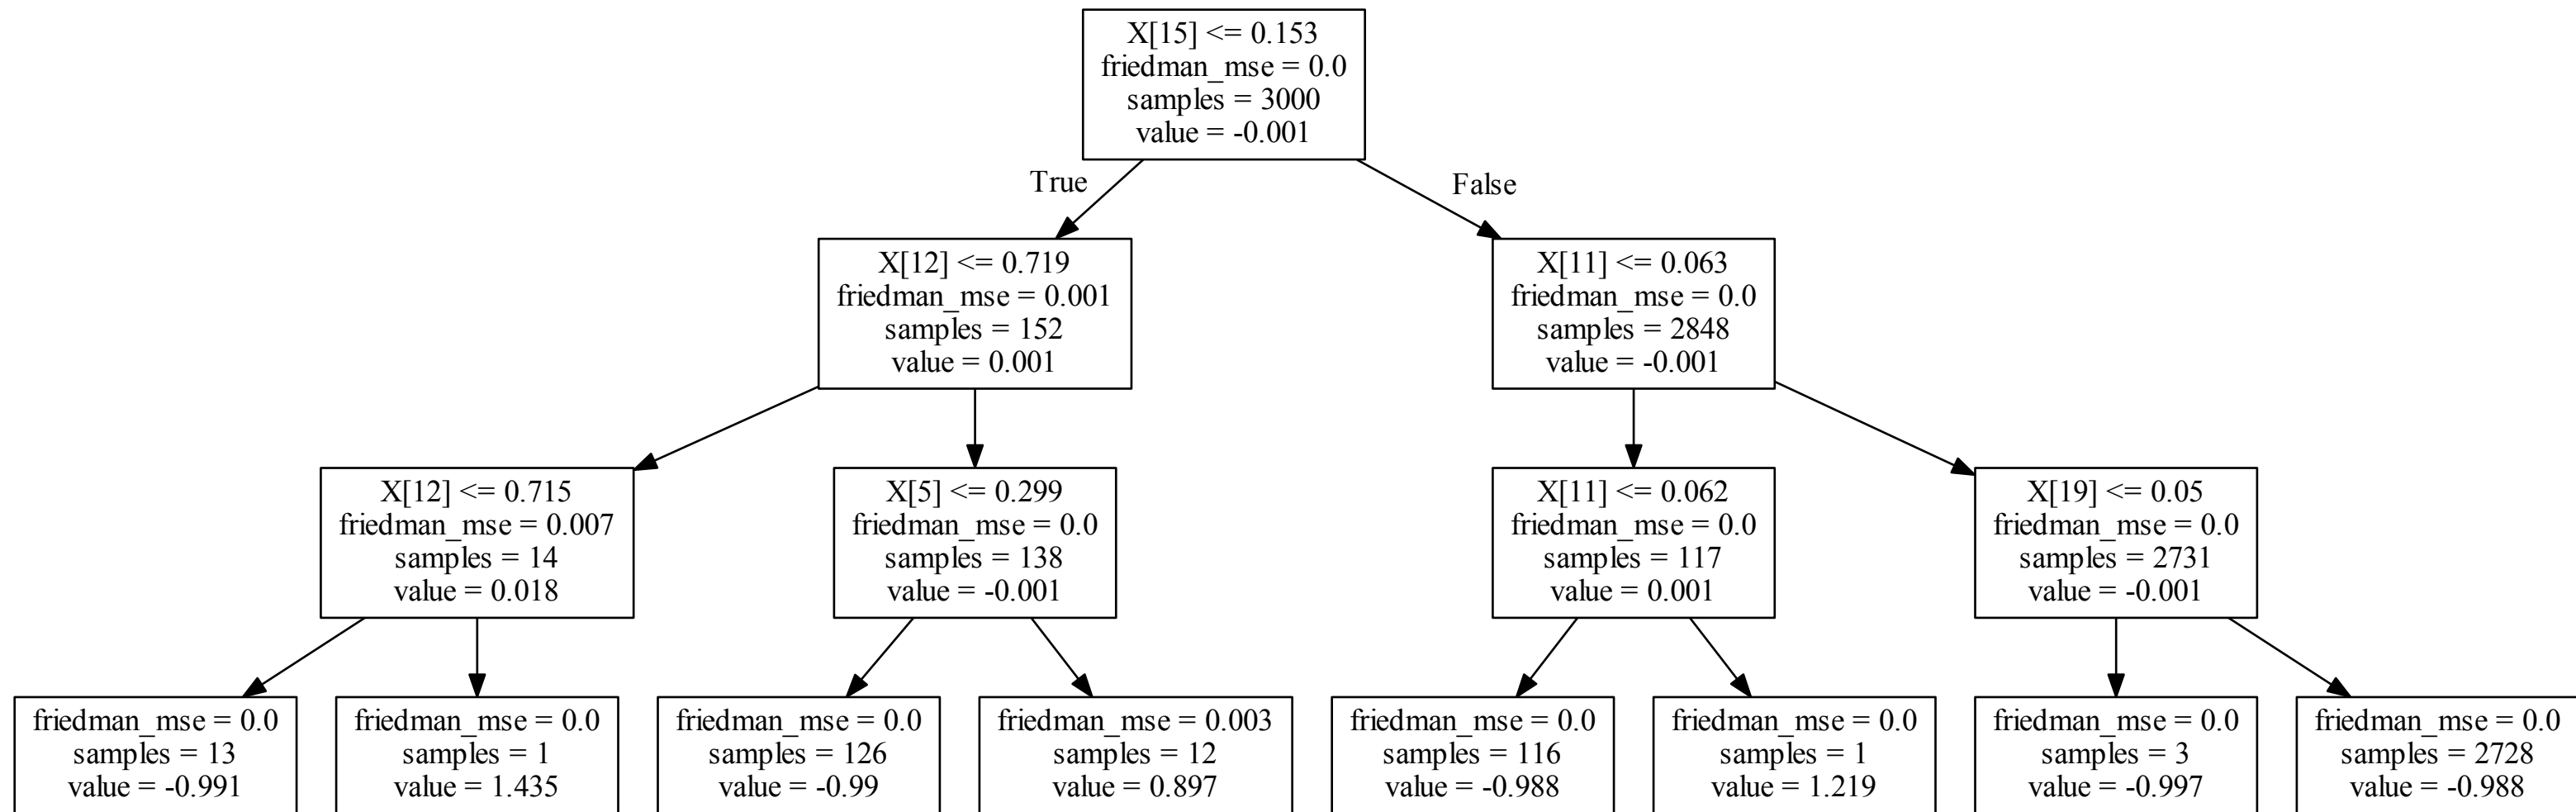 X[15] <= 0.153
friedman_mse = 0.0
samples = 3000
value = -0.001
True
False
X[12] <= 0.719
friedman_mse = 0.001
samples = 152
value = 0.001
X[11] <= 0.063
friedman_mse = 0.0
samples = 2848
value = -0.001
X[12] <= 0.715
friedman_mse = 0.007
samples = 14
value = 0.018
X[5] <= 0.299
friedman_mse = 0.0
samples = 138
value = -0.001
X[11] <= 0.062
friedman_mse = 0.0
samples = 117
value = 0.001
X[19] <= 0.05
friedman_mse = 0.0
samples = 2731
value = -0.001
friedman_mse = 0.0
samples = 13
value = -0.991
friedman_mse = 0.0
samples = 1
value = 1.435
friedman_mse = 0.0
samples = 126
value = -0.99
friedman_mse = 0.003
samples = 12
value = 0.897
friedman_mse = 0.0
samples = 116
value = -0.988
friedman_mse = 0.0
samples = 1
value = 1.219
friedman_mse = 0.0
samples = 3
value = -0.997
friedman_mse = 0.0
samples = 2728
value = -0.988